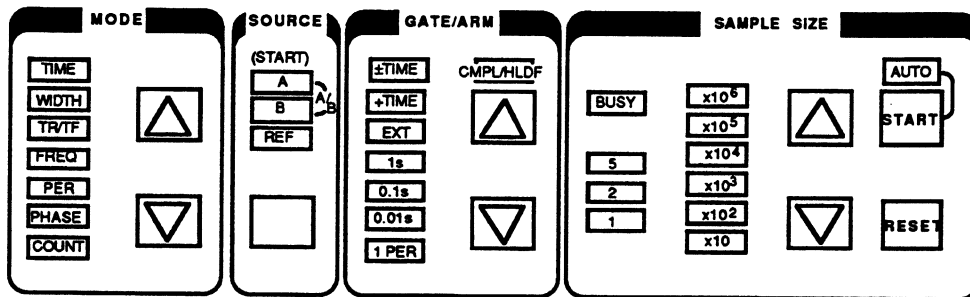 MODE
TIME
WIDTH
TR/TF
FREQ
PER
PHASE
COUNT
SOURCE
(START)
A
B
A/B
REF
GATE/ARM
±TIME
+TIME
EXT
1s
0.1s
0.01s
1 PER
CMPL/HLDF
SAMPLE SIZE
BUSY
5
2
1
x10⁶
x10⁵
x10⁴
x10³
x10²
x10
AUTO
START
RESET